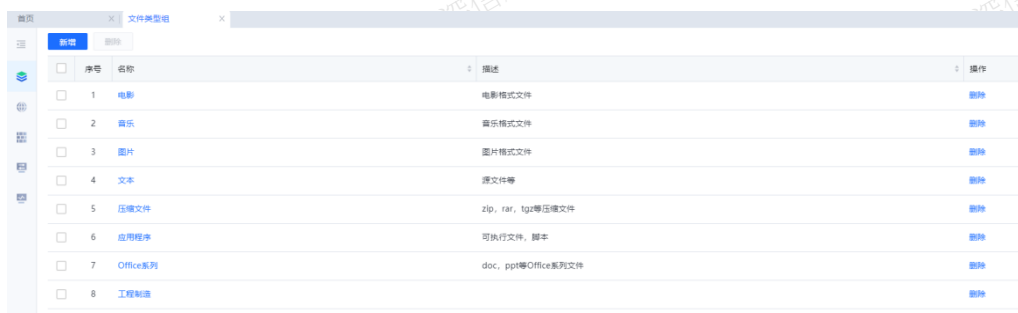 首页 × 文件类型组 ×
新增 删除
序号 名称 描述 操作
1 电影 电影格式文件 删除
2 音乐 音乐格式文件 删除
3 图片 图片格式文件 删除
4 文本 源文件等 删除
5 压缩文件 zip，rar，tgz等压缩文件 删除
6 应用程序 可执行文件，脚本 删除
7 Office系列 doc，ppt等Office系列文件 删除
8 工程制造 删除